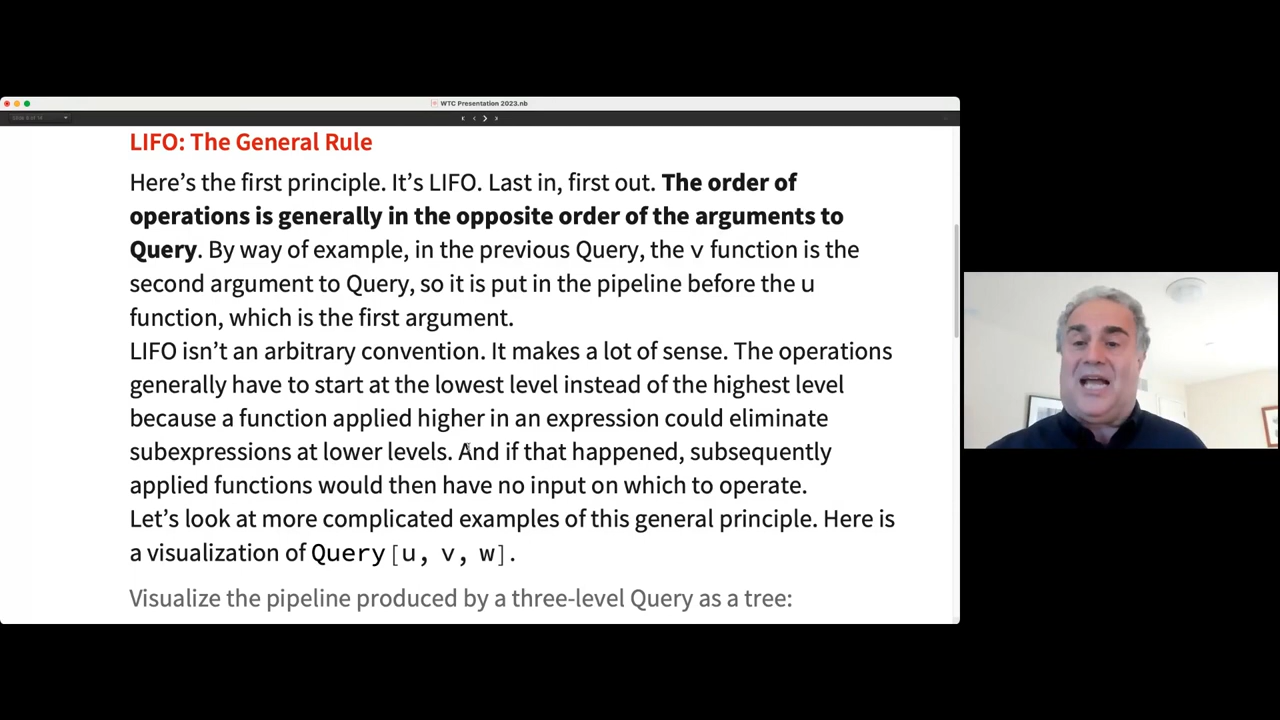 WTC Presentation 2023.nb
Slide 6 of 14
LIFO: The General Rule
Here’s the first principle. It’s LIFO. Last in, first out. The order of
operations is generally in the opposite order of the arguments to
Query. By way of example, in the previous Query, the v function is the
second argument to Query, so it is put in the pipeline before the u
function, which is the first argument.
LIFO isn’t an arbitrary convention. It makes a lot of sense. The operations
generally have to start at the lowest level instead of the highest level
because a function applied higher in an expression could eliminate
subexpressions at lower levels. And if that happened, subsequently
applied functions would then have no input on which to operate.
Let’s look at more complicated examples of this general principle. Here is
a visualization of Query[u, v, w].
Visualize the pipeline produced by a three-level Query as a tree: